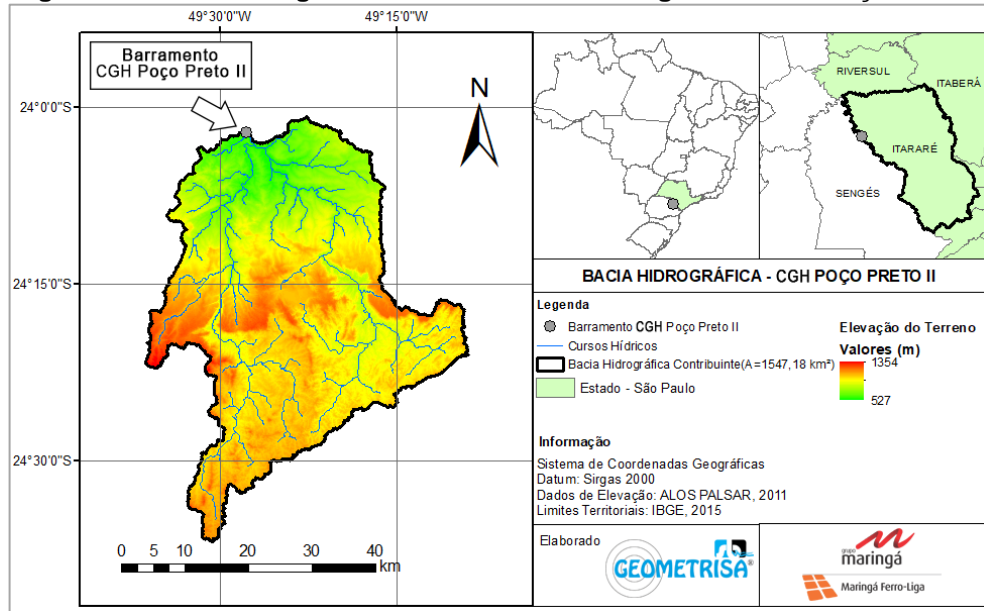 49°30'0"W
49°15'0"W
Barramento
CGH Poço Preto II
N
24°0'0"S
24°15'0"S
24°30'0"S
0 5 10 20 30 40
km
RIVERSUL
ITABERÁ
ITARARÉ
SENGÉS
BACIA HIDROGRÁFICA - CGH POÇO PRETO II
Legenda
Barramento CGH Poço Preto II
Cursos Hídricos
Bacia Hidrográfica Contribuinte(A=1547,18 km²)
Estado - São Paulo
Elevação do Terreno
Valores (m)
1354
527
Informação
Sistema de Coordenadas Geográficas
Datum: Sirgas 2000
Dados de Elevação: ALOS PALSAR, 2011
Limites Territoriais: IBGE, 2015
Elaborado
GEOMETRISA®
grupo
maringá
Maringá Ferro-Liga